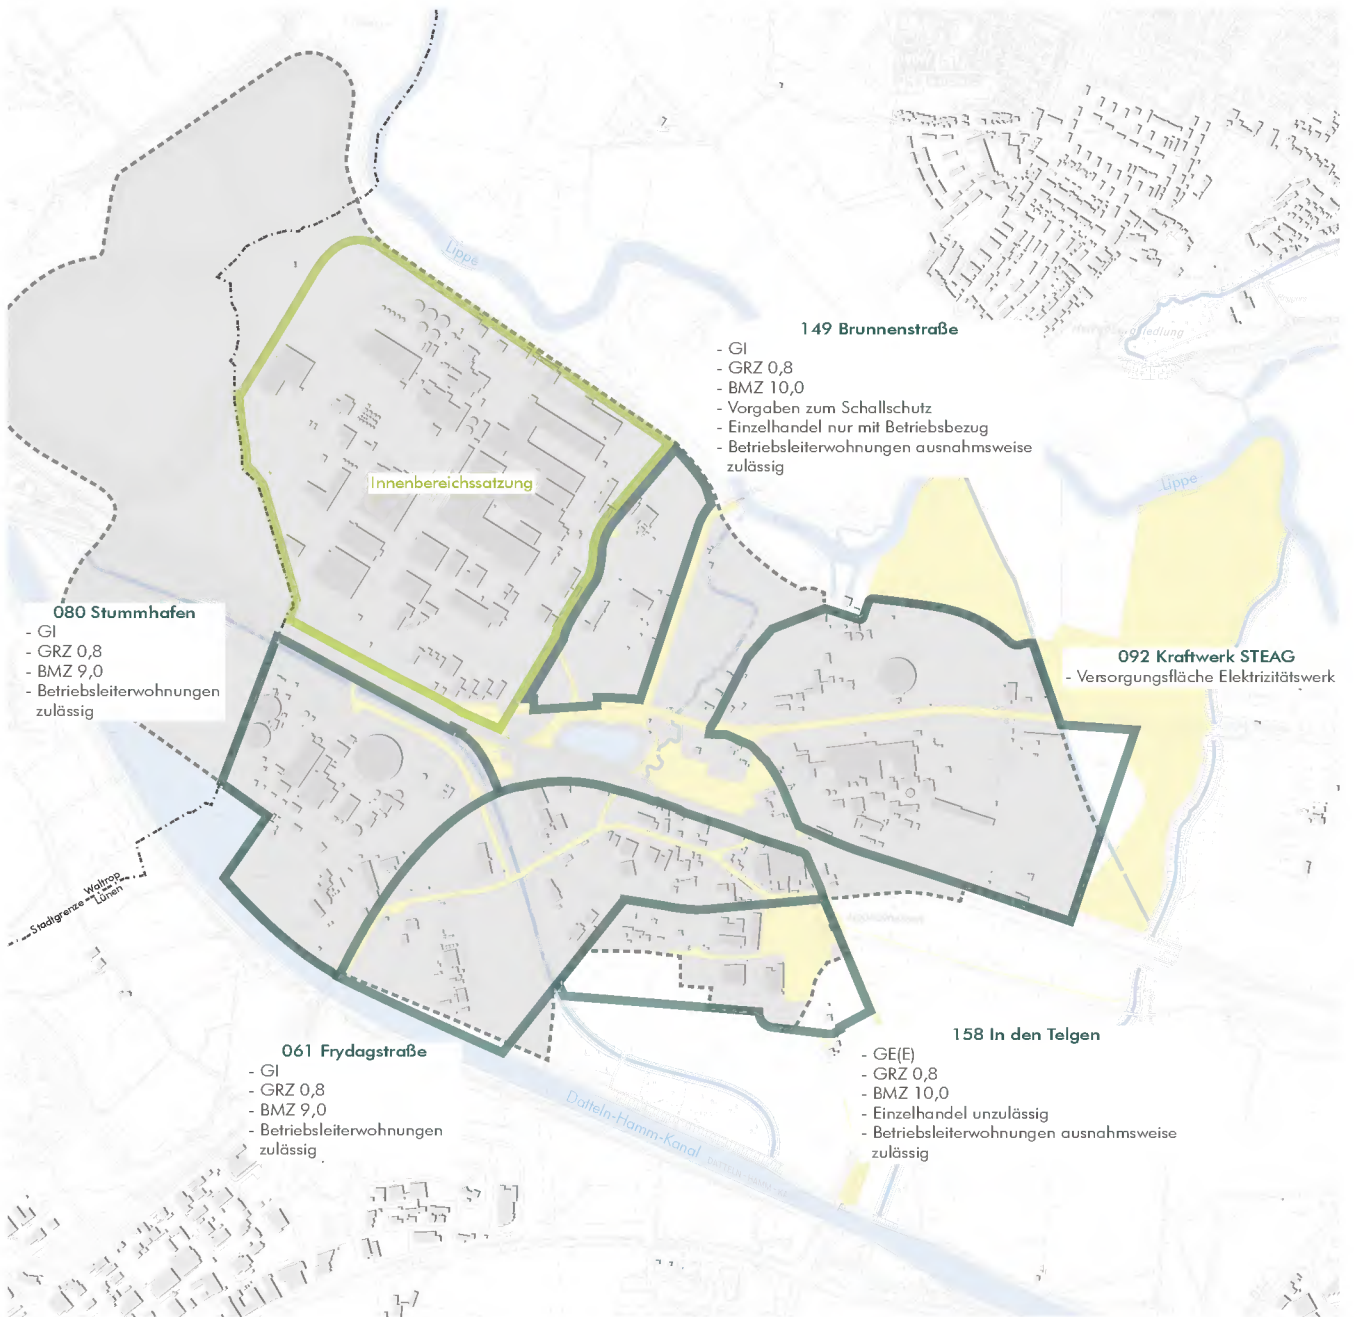 Lippe
149 Brunnenstraße
- GI
- GRZ 0,8
- BMZ 10,0
- Vorgaben zum Schallschutz
- Einzelhandel nur mit Betriebsbezug
- Betriebsleiterwohnungen ausnahmsweise
zulässig
Innenbereichssatzung
Lippe
080 Stummhafen
- GI
- GRZ 0,8
- BMZ 9,0
- Betriebsleiterwohnungen
zulässig
092 Kraftwerk STEAG
- Versorgungsfläche Elektrizitätswerk
Stadtgrenze
Waltrop
Lünen
061 Frydagstraße
- GI
- GRZ 0,8
- BMZ 9,0
- Betriebsleiterwohnungen
zulässig
158 In den Telgen
- GE(E)
- GRZ 0,8
- BMZ 10,0
- Einzelhandel unzulässig
- Betriebsleiterwohnungen ausnahmsweise
zulässig
Datteln-Hamm-Kanal